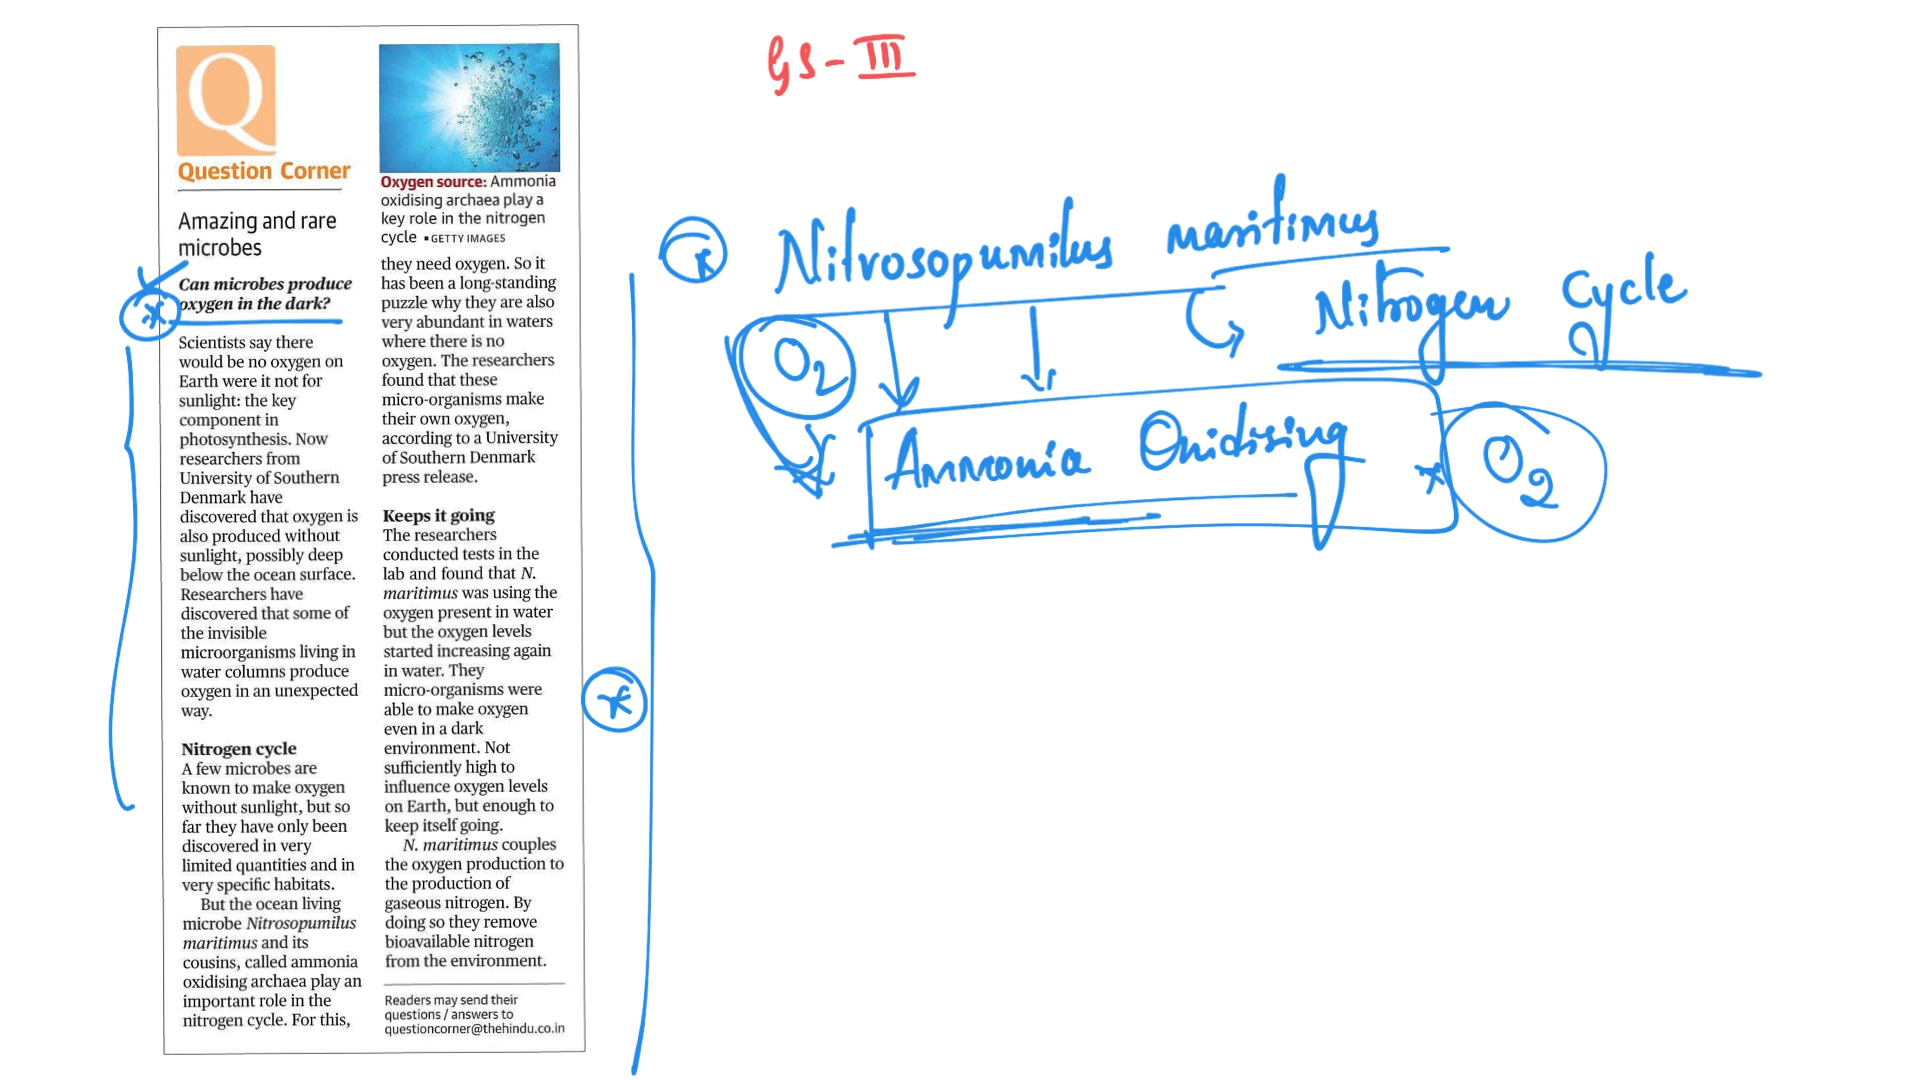 Q
Question Corner
Amazing and rare
microbes
Can microbes produce
oxygen in the dark?
Scientists say there
would be no oxygen on
Earth were it not for
sunlight: the key
component in
photosynthesis. Now
researchers from
University of Southern
Denmark have
discovered that oxygen is
also produced without
sunlight, possibly deep
below the ocean surface.
Researchers have
discovered that some of
the invisible
microorganisms living in
water columns produce
oxygen in an unexpected
way.
Nitrogen cycle
A few microbes are
known to make oxygen
without sunlight, but so
far they have only been
discovered in very
limited quantities and in
very specific habitats.
But the ocean living
microbe Nitrosopumilus
maritimus and its
cousins, called ammonia
oxidising archaea play an
important role in the
nitrogen cycle. For this,
Oxygen source: Ammonia
oxidising archaea play a
key role in the nitrogen
cycle ▪ GETTY IMAGES
they need oxygen. So it
has been a long-standing
puzzle why they are also
very abundant in waters
where there is no
oxygen. The researchers
found that these
micro-organisms make
their own oxygen,
according to a University
of Southern Denmark
press release.
Keeps it going
The researchers
conducted tests in the
lab and found that N.
maritimus was using the
oxygen present in water
but the oxygen levels
started increasing again
in water. They
micro-organisms were
able to make oxygen
even in a dark
environment. Not
sufficiently high to
influence oxygen levels
on Earth, but enough to
keep itself going.
N. maritimus couples
the oxygen production to
the production of
gaseous nitrogen. By
doing so they remove
bioavailable nitrogen
from the environment.
Readers may send their
questions / answers to
questioncorner@thehindu.co.in
GS-III
Nitrosopumilus maritimus
Nitrogen Cycle
O2
Ammonia Oxidising
O2